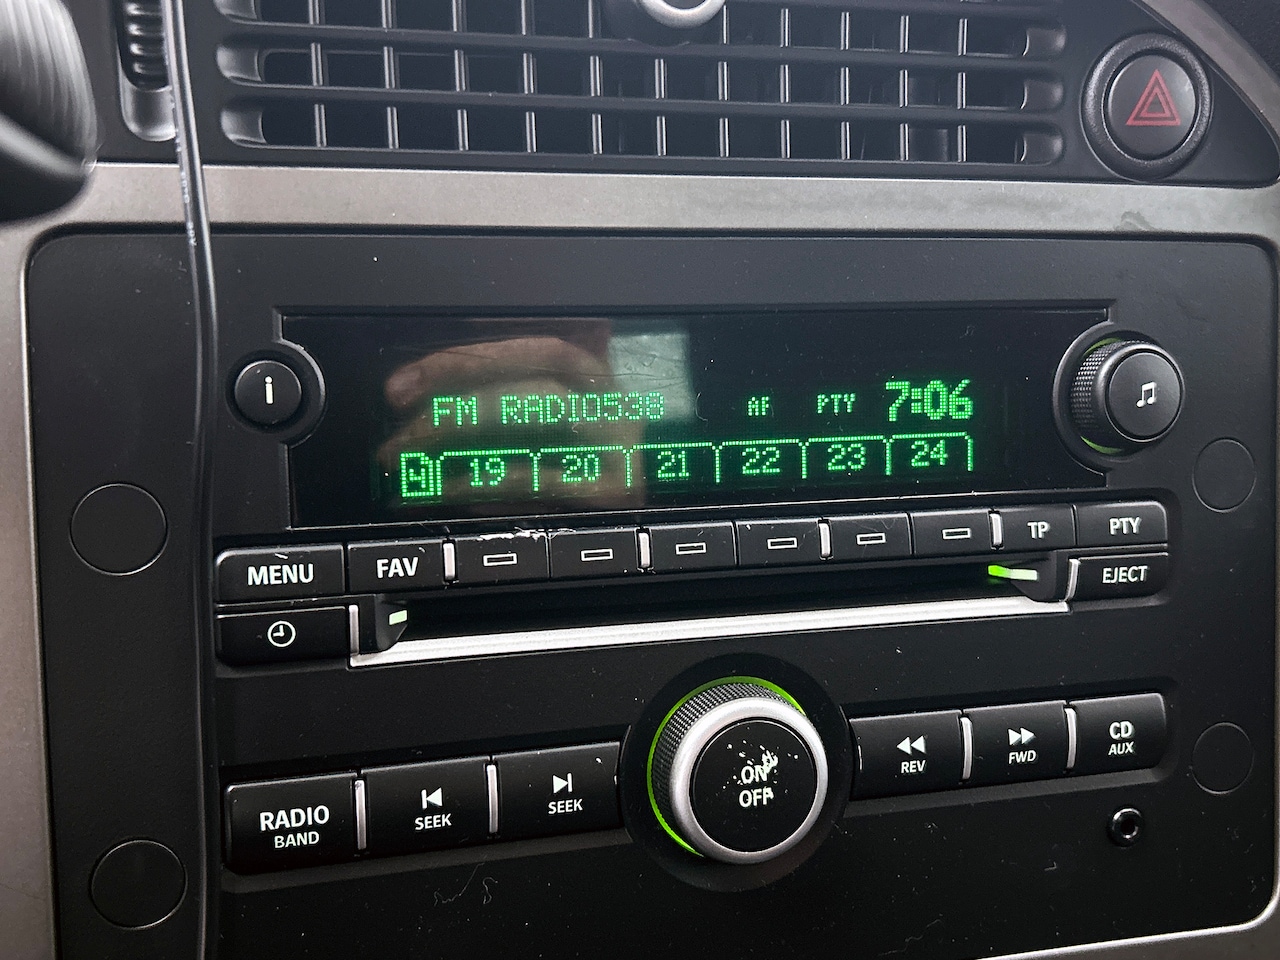 i
FM RADIO538 AF PTY 7:06
4 19 20 21 22 23 24
MENU FAV TP PTY
EJECT
RADIO BAND
SEEK SEEK
ON OFF
REV FWD
CD AUX